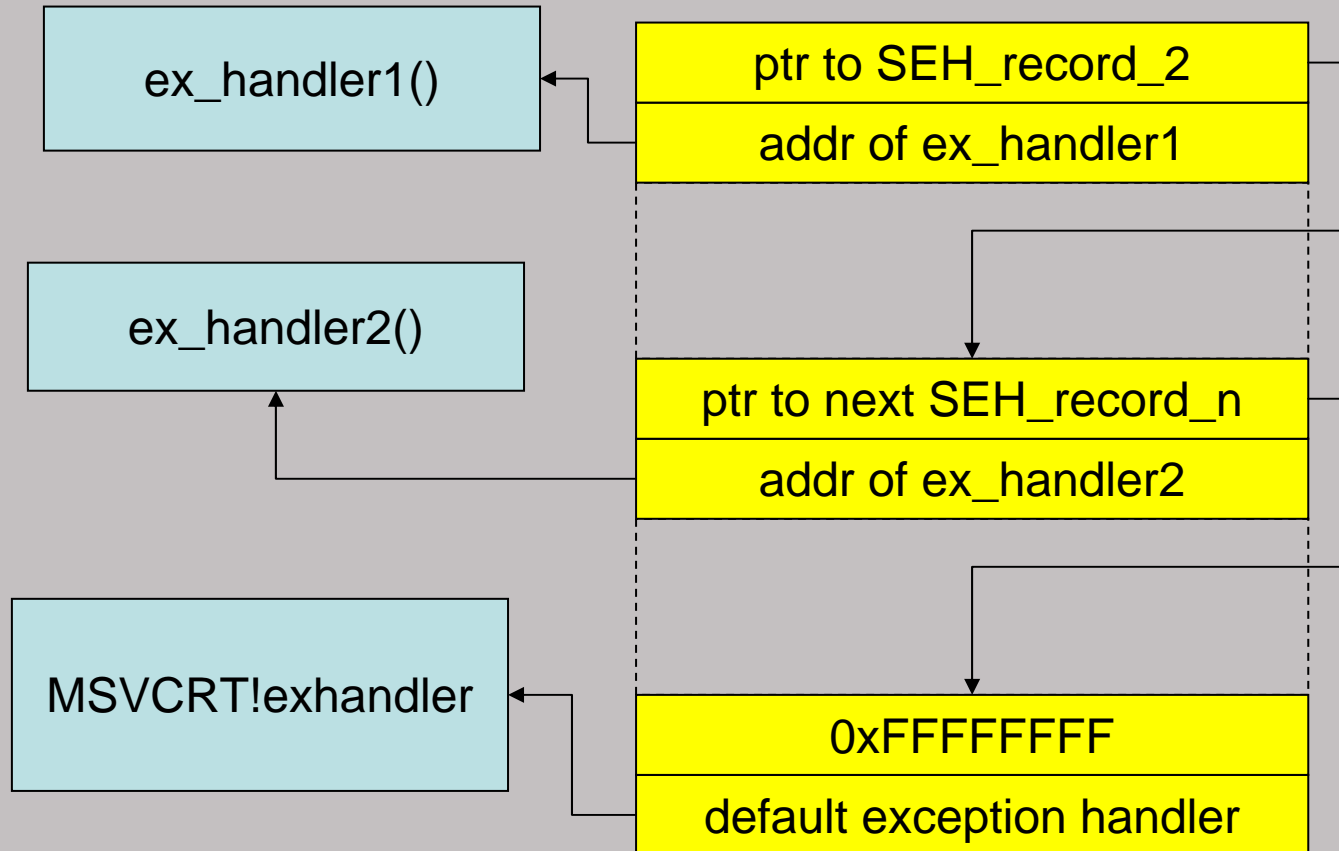 ex_handler1()
ptr to SEH_record_2
addr of ex_handler1
ex_handler2()
ptr to next SEH_record_n
addr of ex_handler2
MSVCRT!exhandler
0xFFFFFFFF
default exception handler